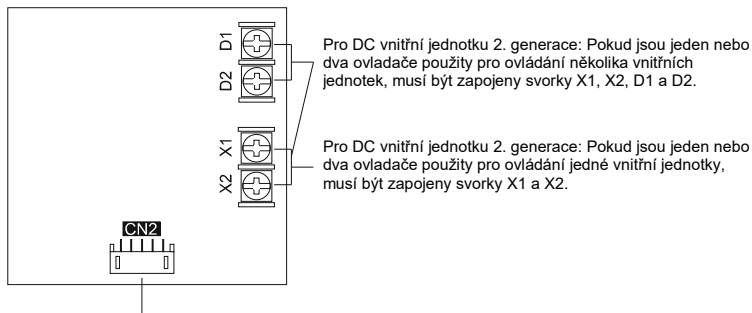 D1
D2
X1
X2
CN2
Pro DC vnitřní jednotku 2. generace: Pokud jsou jeden nebo
dva ovladače použity pro ovládání několika vnitřních
jednotek, musí být zapojeny svorky X1, X2, D1 a D2.
Pro DC vnitřní jednotku 2. generace: Pokud jsou jeden nebo
dva ovladače použity pro ovládání jedné vnitřní jednotky,
musí být zapojeny svorky X1 a X2.